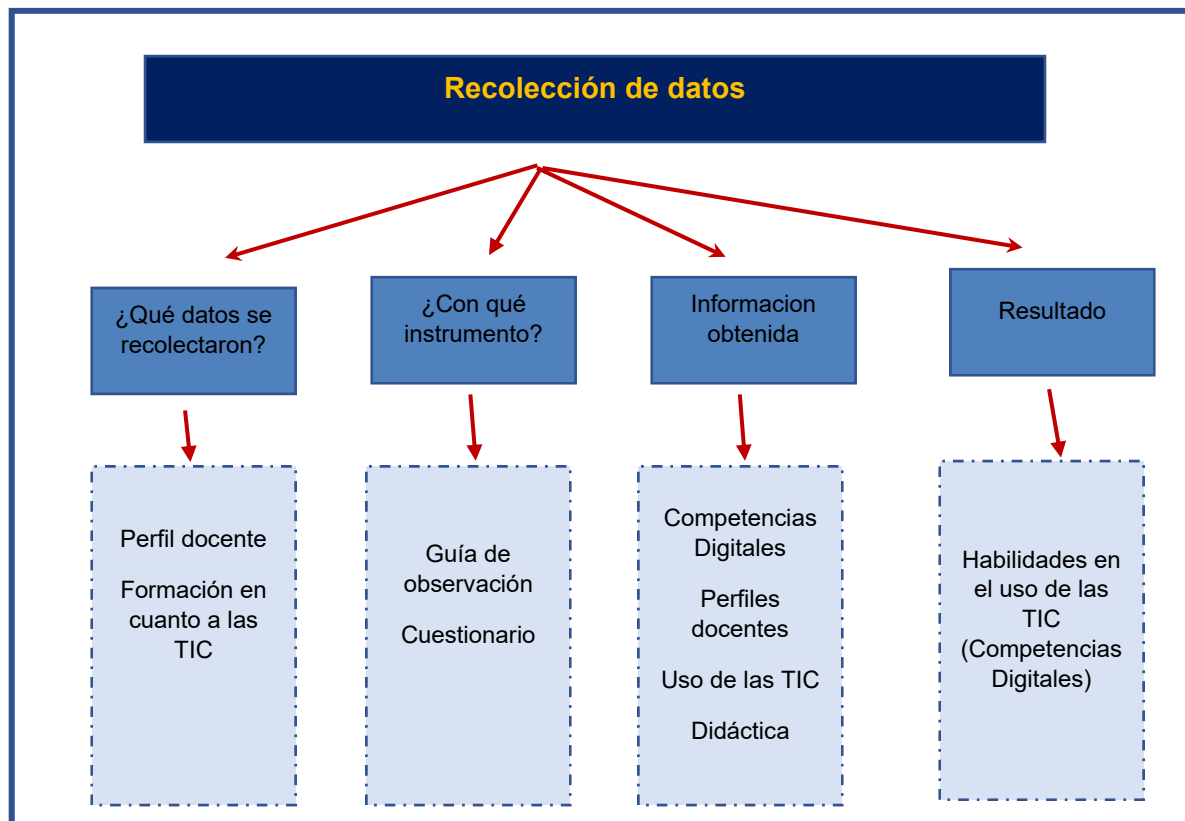 Recolección de datos
¿Qué datos se
recolectaron?
¿Con qué
instrumento?
Informacion
obtenida
Resultado
Perfil docente
Formación en
cuanto a las
TIC
Guía de
observación
Cuestionario
Competencias
Digitales
Perfiles
docentes
Uso de las TIC
Didáctica
Habilidades en
el uso de las
TIC
(Competencias
Digitales)